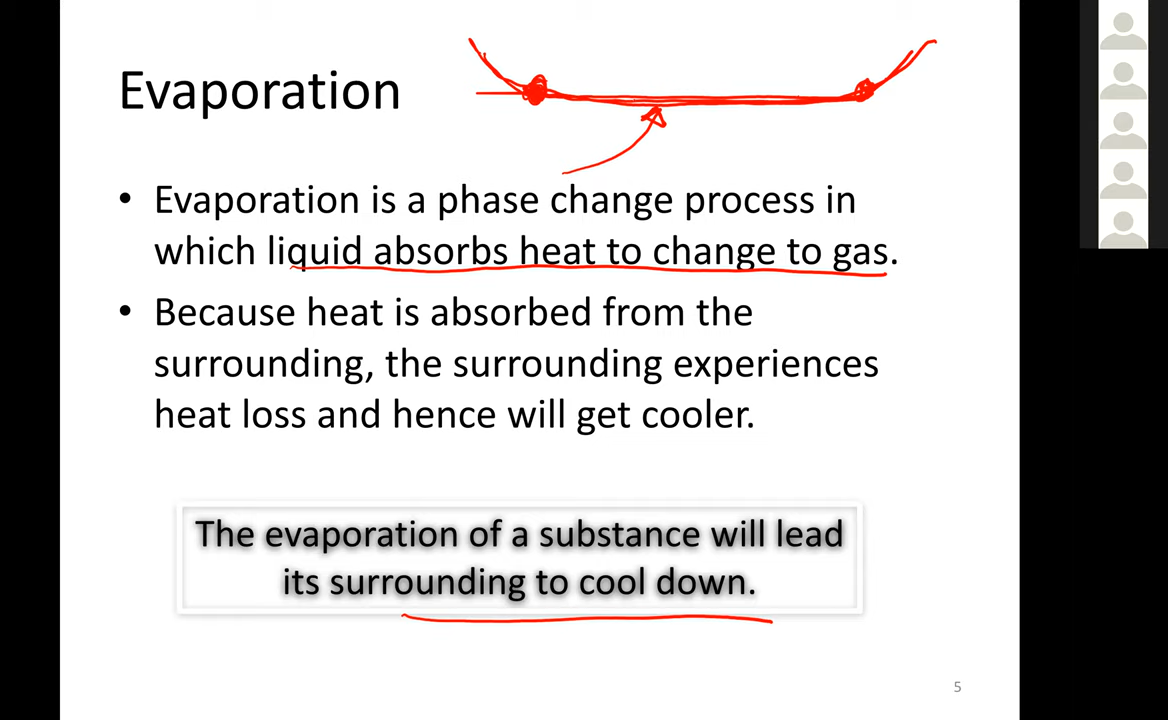 Evaporation
• Evaporation is a phase change process in
which liquid absorbs heat to change to gas.
• Because heat is absorbed from the
surrounding, the surrounding experiences
heat loss and hence will get cooler.
The evaporation of a substance will lead
its surrounding to cool down.
5